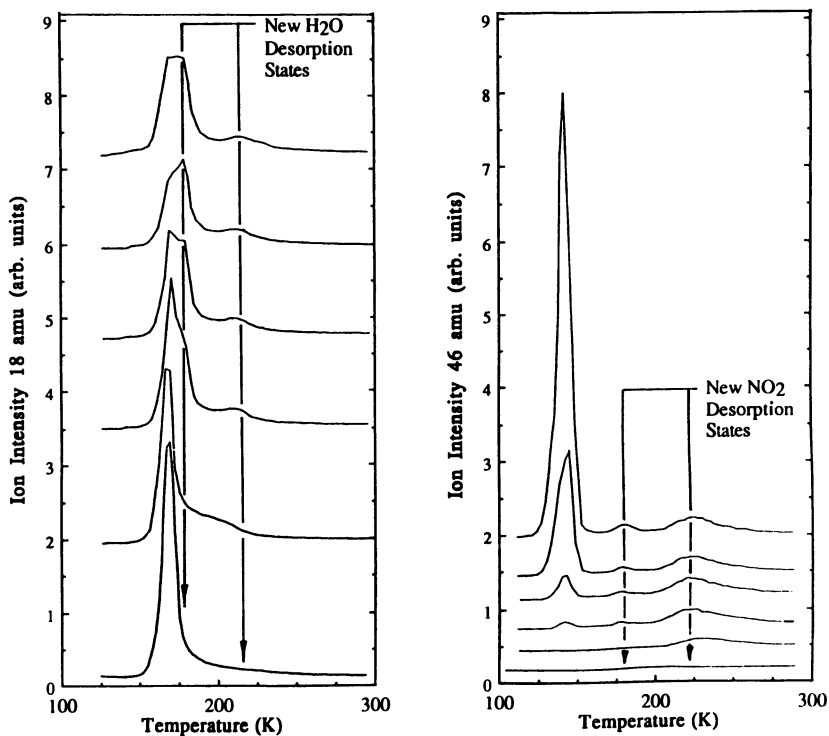 9
8
7
6
5
4
3
2
1
0
Ion Intensity 18 amu (arb. units)
New H2O
Desorption
States
100
200
300
Temperature (K)
9
8
7
6
5
4
3
2
1
0
Ion Intensity 46 amu (arb. units)
New NO2
Desorption
States
100
200
300
Temperature (K)